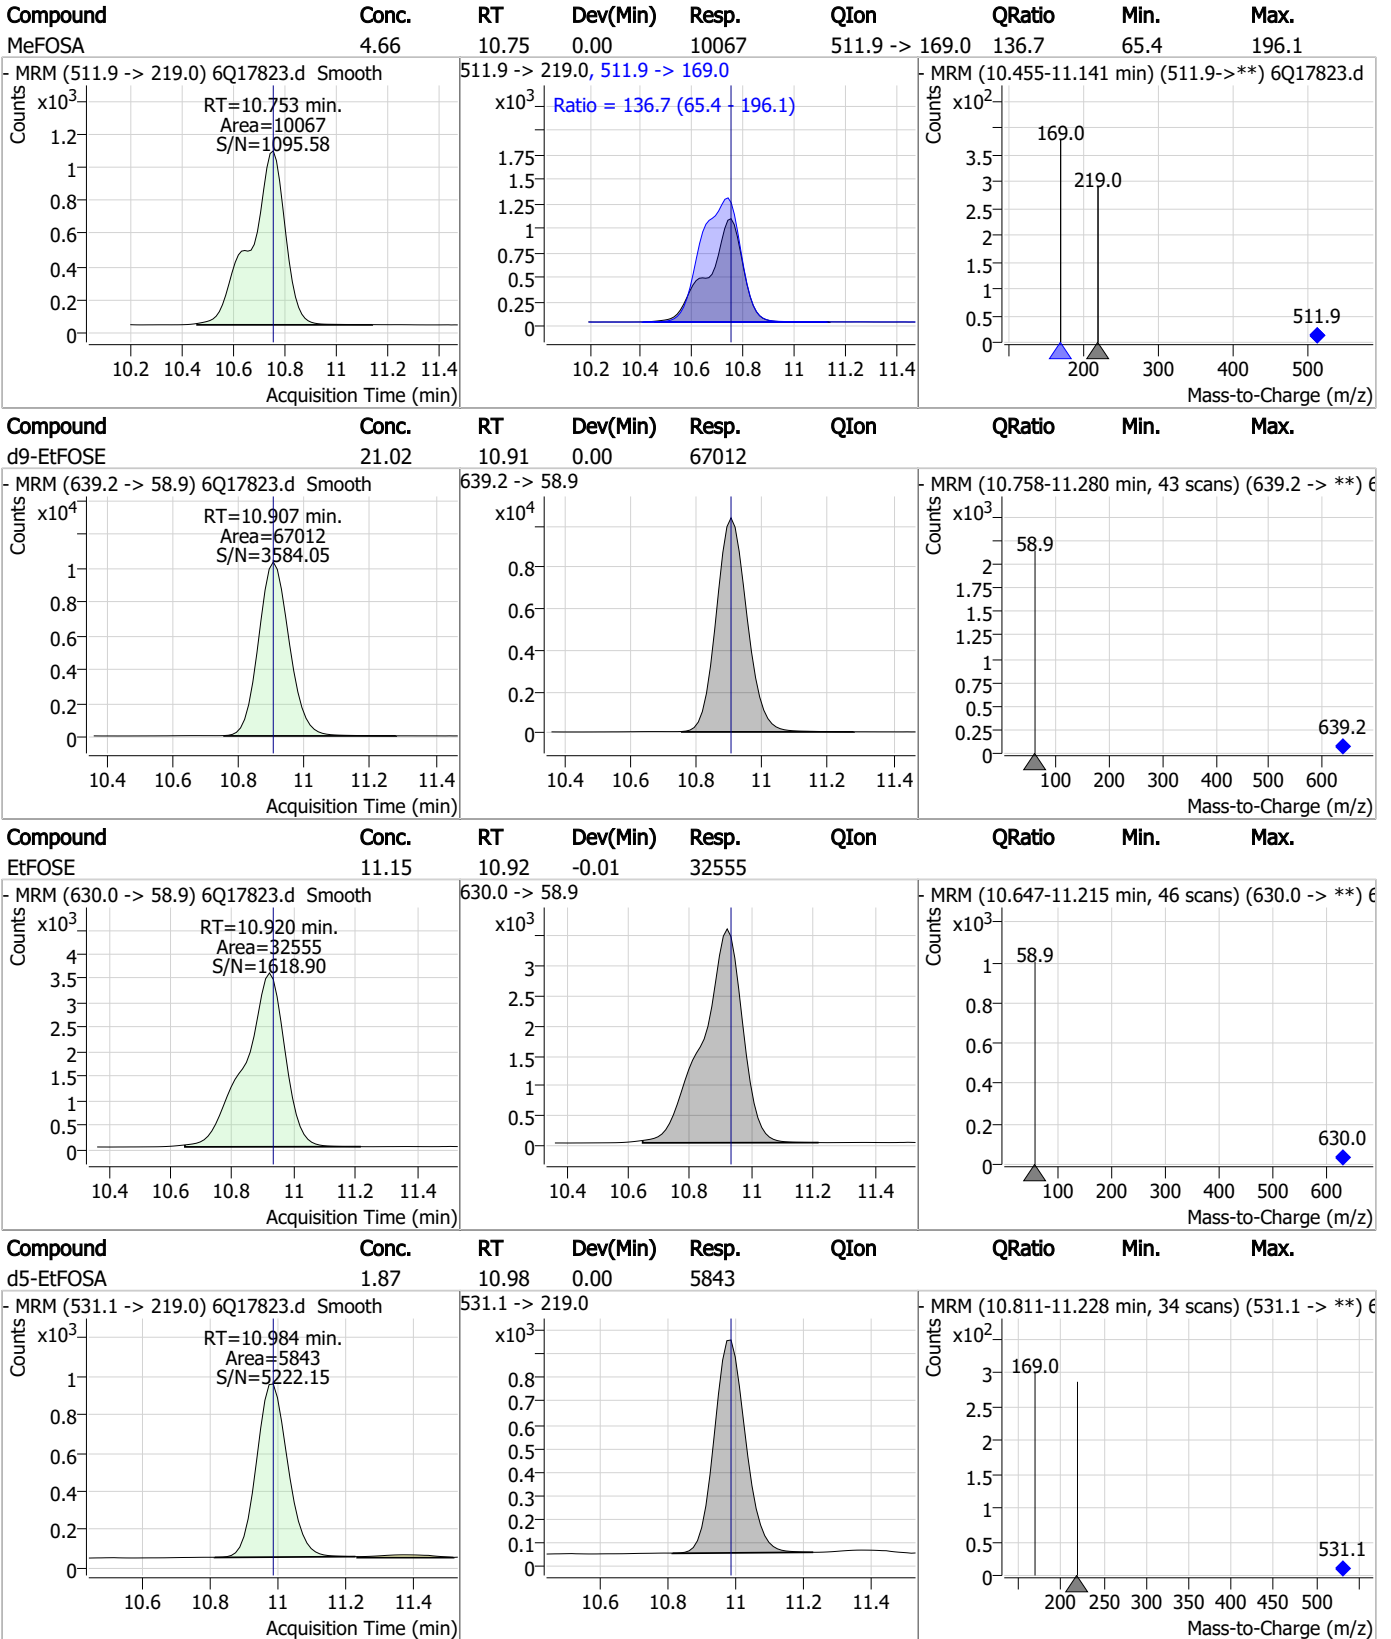 Compound Conc. RT Dev(Min) Resp. QIon QRatio Min. Max.
MeFOSA 4.66 10.75 0.00 10067 511.9 -> 169.0 136.7 65.4 196.1
- MRM (511.9 -> 219.0) 6Q17823.d Smooth
Counts
x10³
RT=10.753 min.
Area=10067
S/N=1095.58
1.2
1
0.8
0.6
0.4
0.2
0
10.2 10.4 10.6 10.8 11 11.2 11.4
Acquisition Time (min)
511.9 -> 219.0, 511.9 -> 169.0
x10³
Ratio = 136.7 (65.4 - 196.1)
1.75
1.5
1.25
1
0.75
0.5
0.25
0
10.2 10.4 10.6 10.8 11 11.2 11.4
- MRM (10.455-11.141 min) (511.9->**) 6Q17823.d
Counts
x10²
169.0
219.0
511.9
3.5
3
2.5
2
1.5
1
0.5
0
200 300 400 500
Mass-to-Charge (m/z)
Compound Conc. RT Dev(Min) Resp. QIon QRatio Min. Max.
d9-EtFOSE 21.02 10.91 0.00 67012
- MRM (639.2 -> 58.9) 6Q17823.d Smooth
Counts
x10⁴
RT=10.907 min.
Area=67012
S/N=3584.05
1
0.8
0.6
0.4
0.2
0
10.4 10.6 10.8 11 11.2 11.4
Acquisition Time (min)
639.2 -> 58.9
x10⁴
0.8
0.6
0.4
0.2
0
10.4 10.6 10.8 11 11.2 11.4
- MRM (10.758-11.280 min, 43 scans) (639.2 -> **) 6
Counts
x10³
58.9
639.2
2
1.75
1.5
1.25
1
0.75
0.5
0.25
0
100 200 300 400 500 600
Mass-to-Charge (m/z)
Compound Conc. RT Dev(Min) Resp. QIon QRatio Min. Max.
EtFOSE 11.15 10.92 -0.01 32555
- MRM (630.0 -> 58.9) 6Q17823.d Smooth
Counts
x10³
RT=10.920 min.
Area=32555
S/N=1618.90
4
3.5
3
2.5
2
1.5
1
0.5
0
10.4 10.6 10.8 11 11.2 11.4
Acquisition Time (min)
630.0 -> 58.9
x10³
3
2.5
2
1.5
1
0.5
0
10.4 10.6 10.8 11 11.2 11.4
- MRM (10.647-11.215 min, 46 scans) (630.0 -> **) 6
Counts
x10³
58.9
630.0
1
0.8
0.6
0.4
0.2
0
100 200 300 400 500 600
Mass-to-Charge (m/z)
Compound Conc. RT Dev(Min) Resp. QIon QRatio Min. Max.
d5-EtFOSA 1.87 10.98 0.00 5843
- MRM (531.1 -> 219.0) 6Q17823.d Smooth
Counts
x10³
RT=10.984 min.
Area=5843
S/N=5222.15
1
0.8
0.6
0.4
0.2
0
10.6 10.8 11 11.2 11.4
Acquisition Time (min)
531.1 -> 219.0
x10³
0.8
0.7
0.6
0.5
0.4
0.3
0.2
0.1
0
10.6 10.8 11 11.2 11.4
- MRM (10.811-11.228 min, 34 scans) (531.1 -> **) 6
Counts
x10²
169.0
531.1
3
2.5
2
1.5
1
0.5
0
200 250 300 350 400 450 500
Mass-to-Charge (m/z)